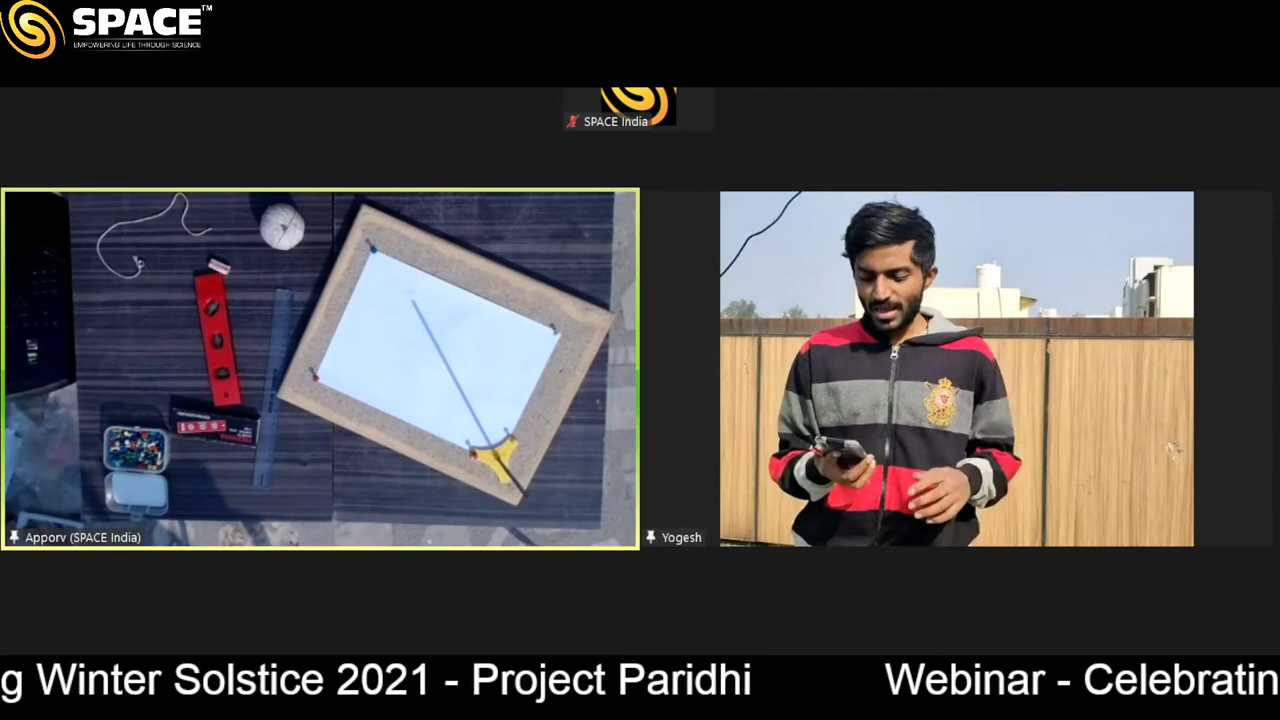 SPACE™
EMPOWERING LIFE THROUGH SCIENCE
SPACE India
Apporv (SPACE India)
Yogesh
g Winter Solstice 2021 - Project Paridhi Webinar - Celebratin